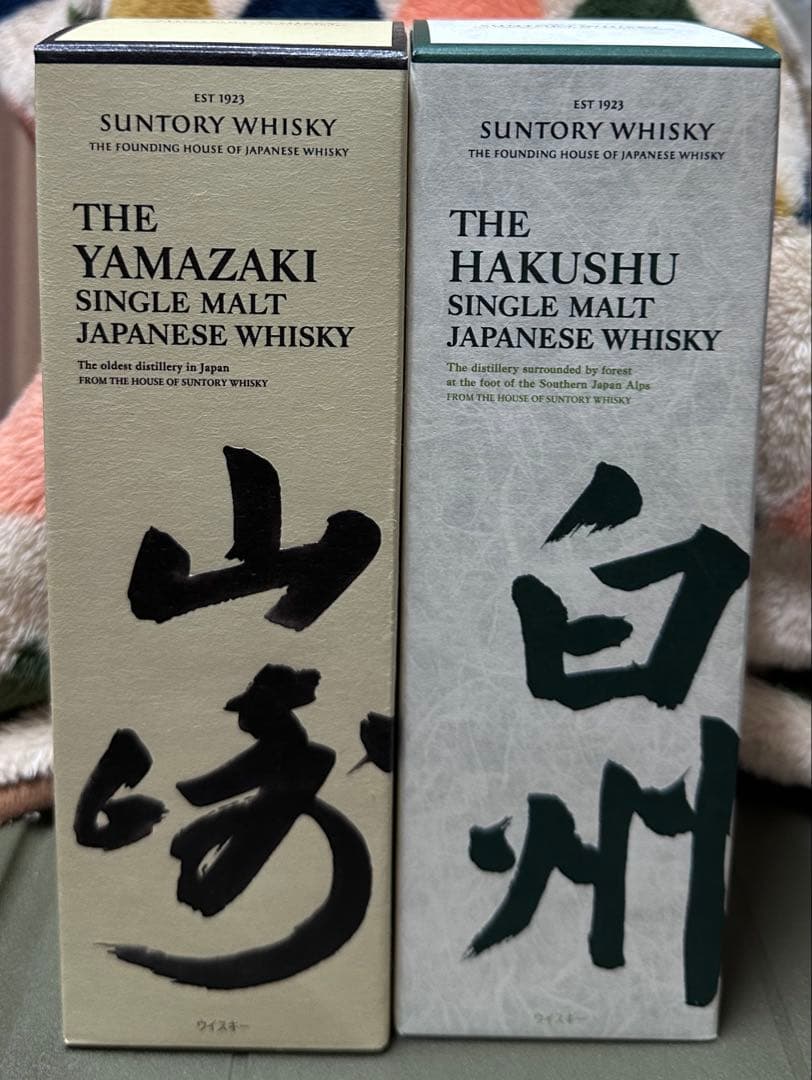 EST 1923
SUNTORY WHISKY
THE FOUNDING HOUSE OF JAPANESE WHISKY
THE
YAMAZAKI
SINGLE MALT
JAPANESE WHISKY
The oldest distillery in Japan
FROM THE HOUSE OF SUNTORY WHISKY
山
崎
ウイスキー
EST 1923
SUNTORY WHISKY
THE FOUNDING HOUSE OF JAPANESE WHISKY
THE
HAKUSHU
SINGLE MALT
JAPANESE WHISKY
The distillery surrounded by forest
at the foot of the Southern Japan Alps
FROM THE HOUSE OF SUNTORY WHISKY
白
州
ウイスキー